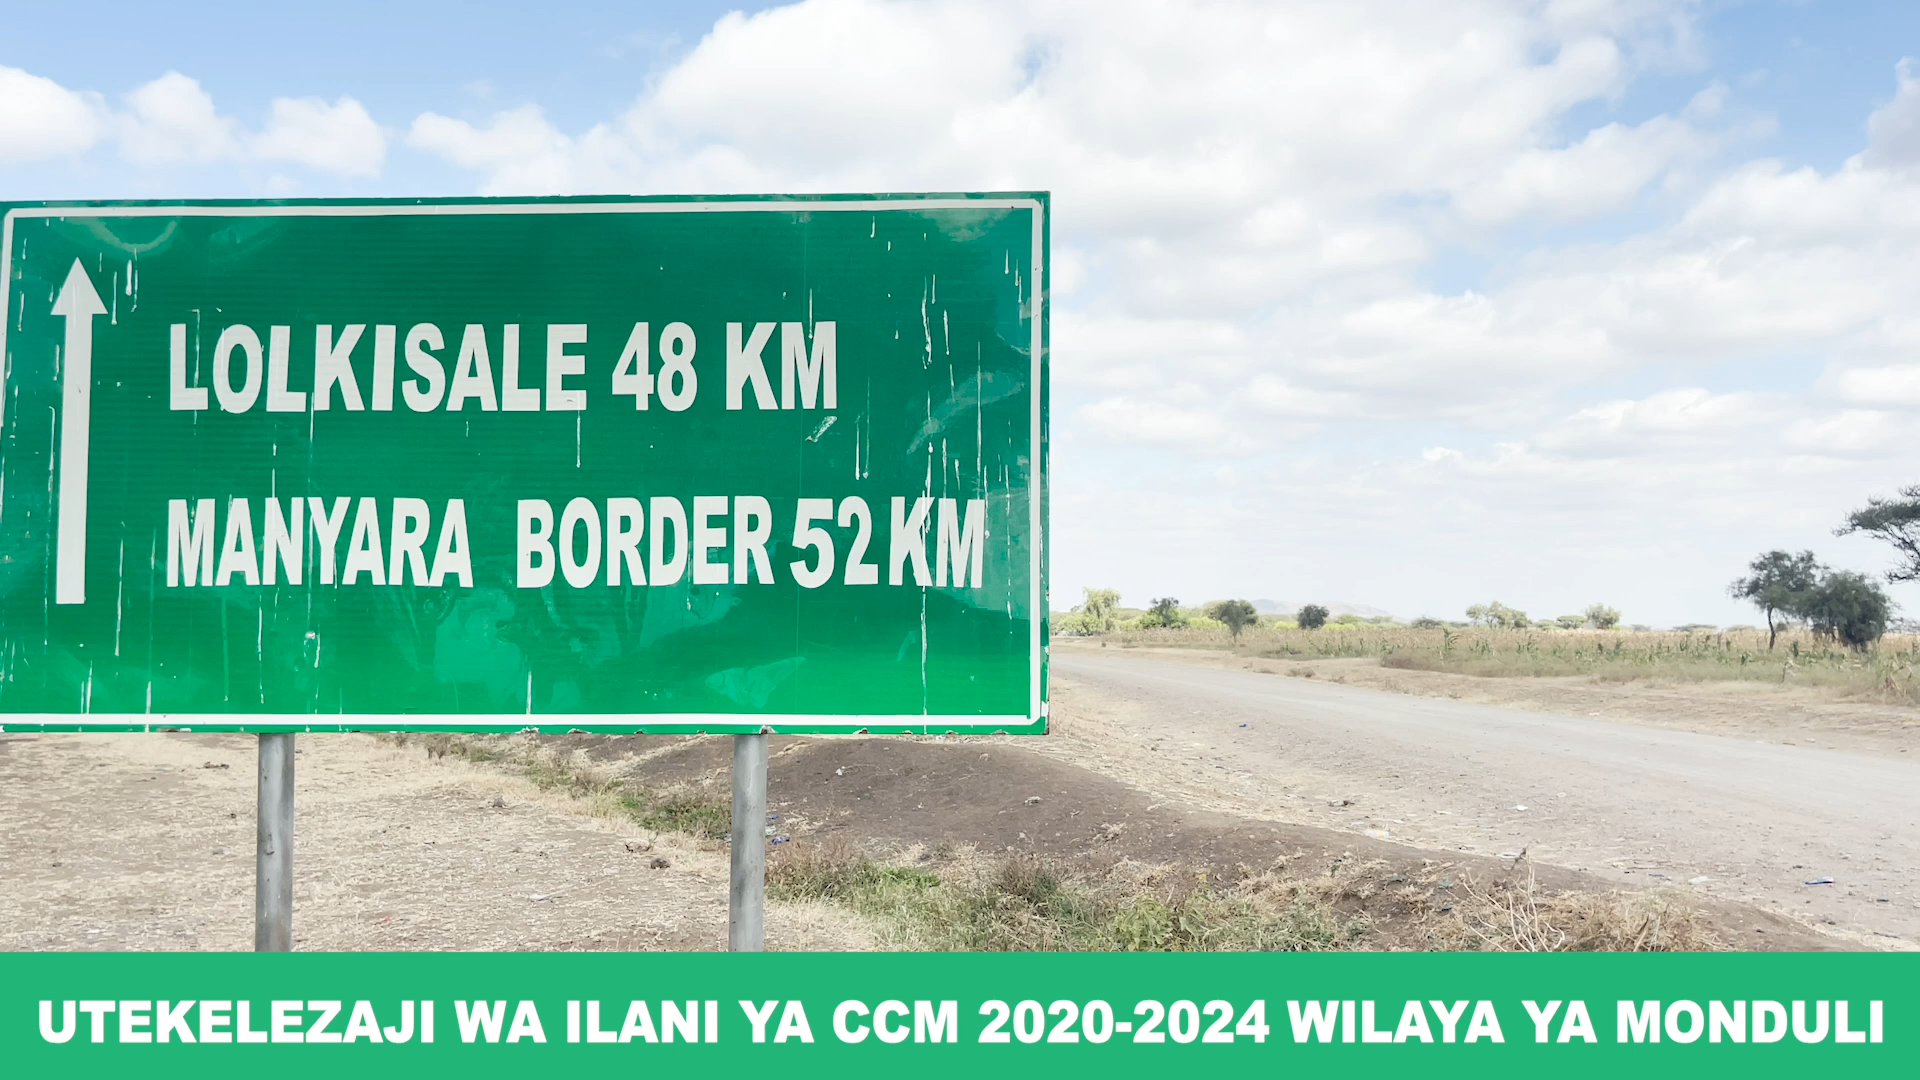 LOLKISALE 48 KM
MANYARA BORDER 52 KM
UTEKELEZAJI WA ILANI YA CCM 2020-2024 WILAYA YA MONDULI